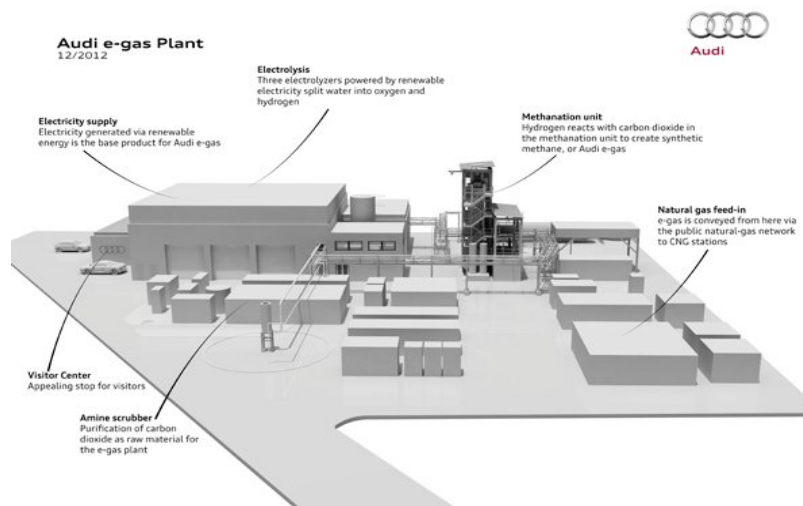 Audi e-gas Plant
12/2012
Audi
Electrolysis
Three electrolyzers powered by renewable
electricity split water into oxygen and
hydrogen
Electricity supply
Electricity generated via renewable
energy is the base product for Audi e-gas
Methanation unit
Hydrogen reacts with carbon dioxide in
the methanation unit to create synthetic
methane, or Audi e-gas
Natural gas feed-in
e-gas is conveyed from here via
the public natural-gas network
to CNG stations
Visitor Center
Appealing stop for visitors
Amine scrubber
Purification of carbon
dioxide as raw material for
the e-gas plant